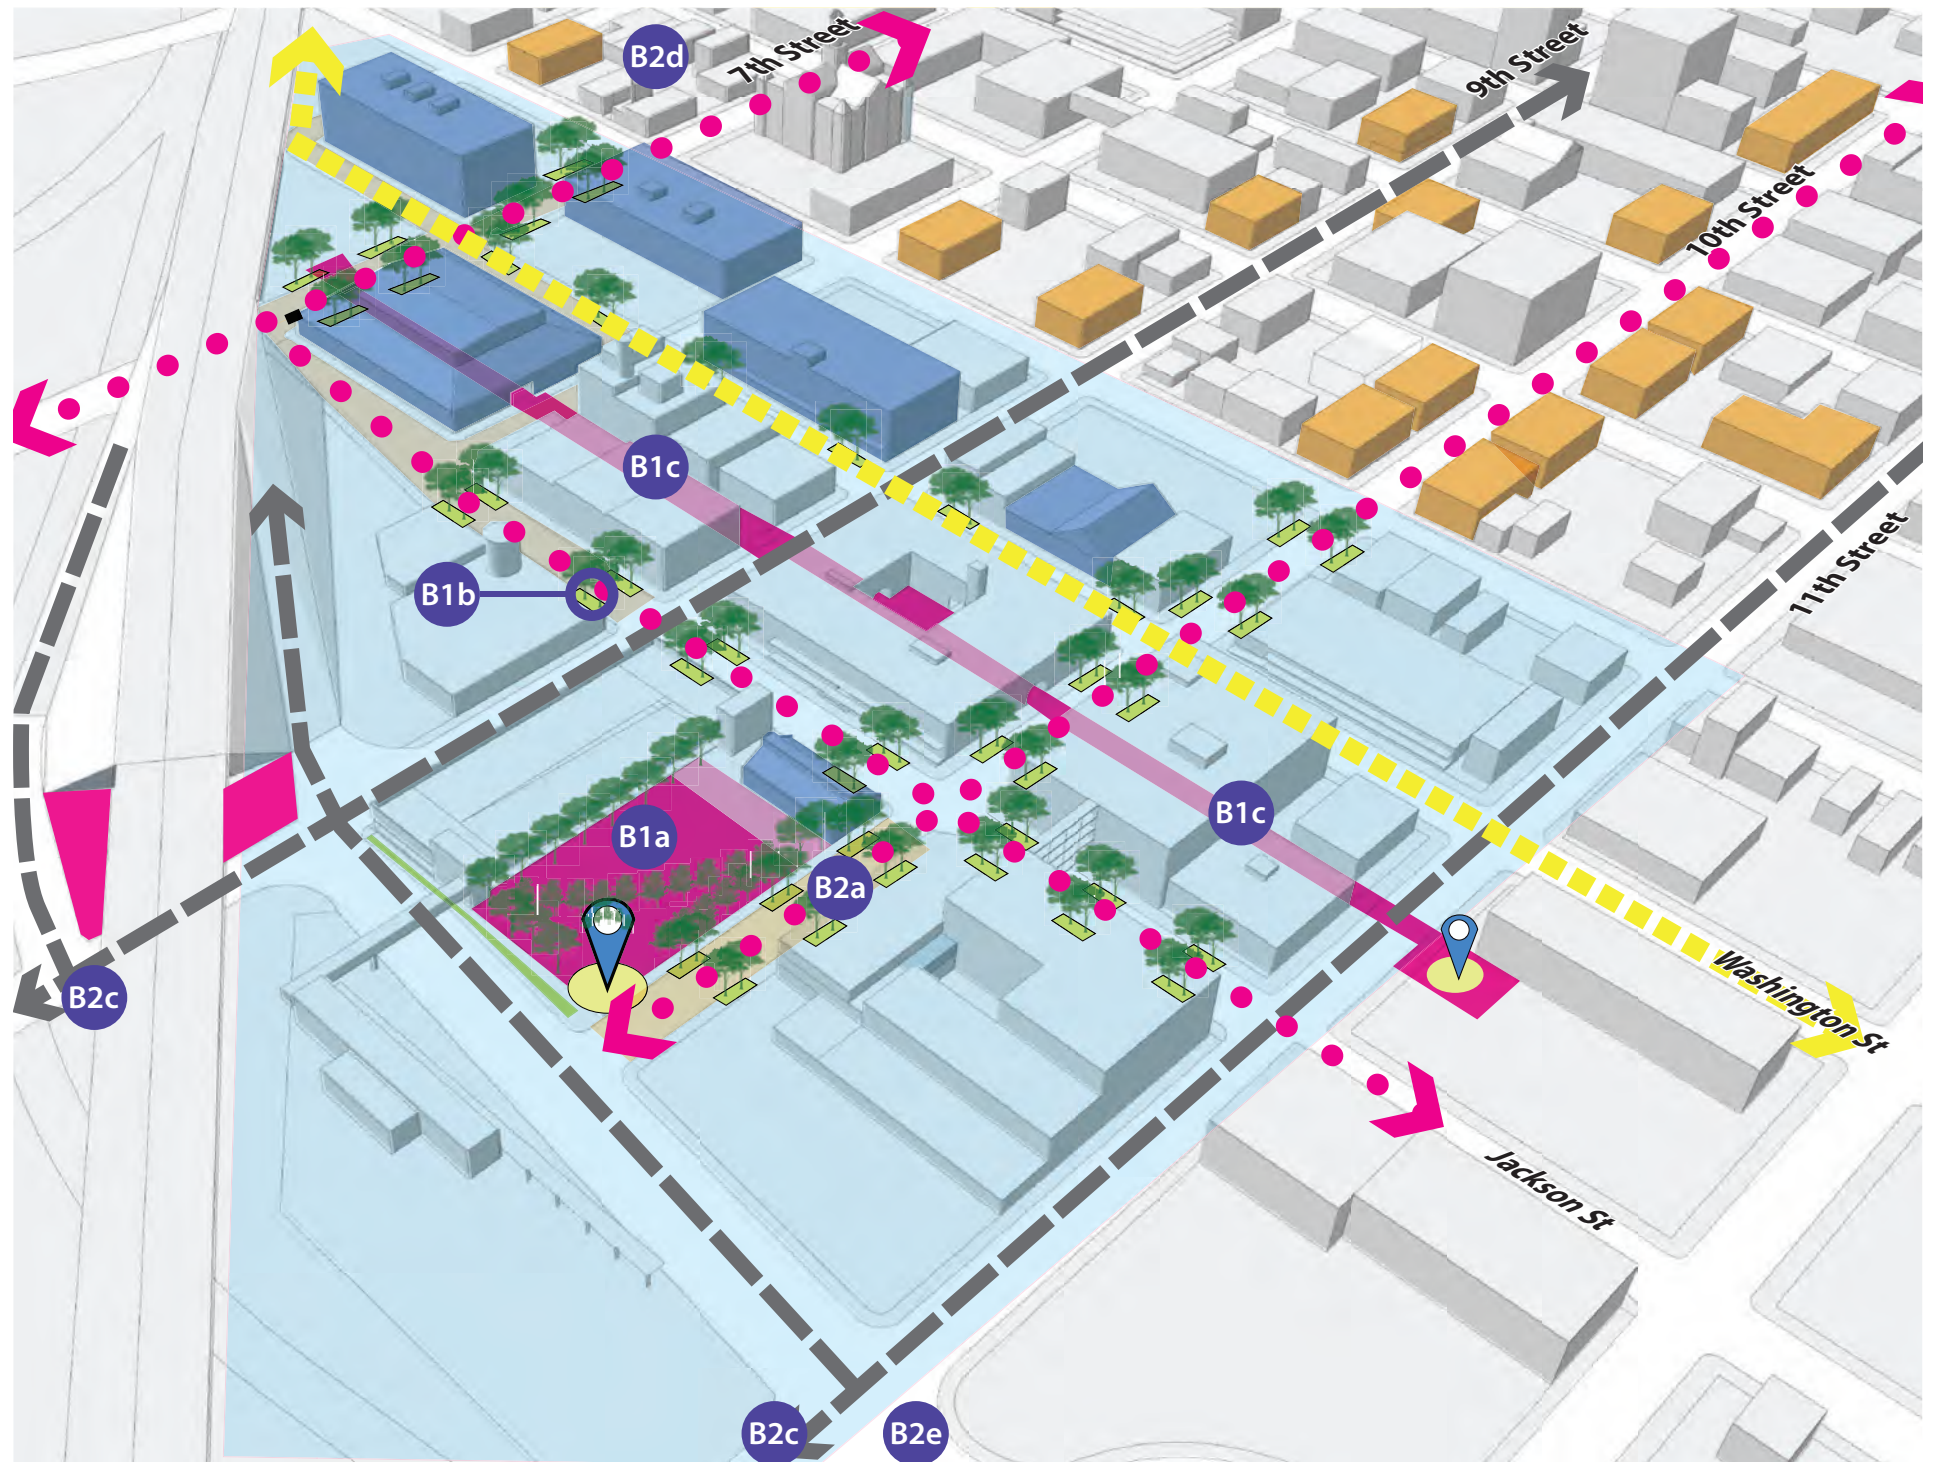 B2d
7th Street
9th Street
10th Street
B1c
11th Street
B1b
B1c
B1a
B2a
B2c
Washington St
Jackson St
B2c
B2e